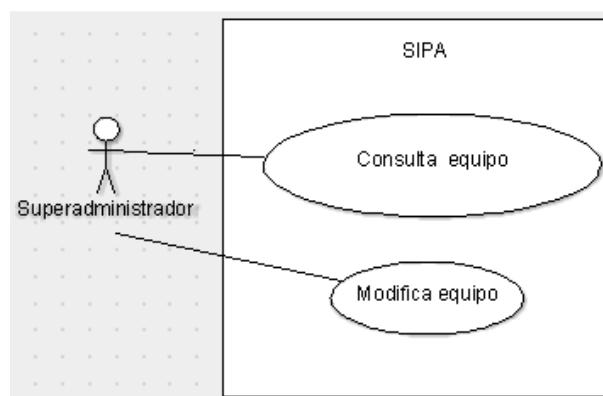 SIPA
Consulta equipo
Superadministrador
Modifica equipo